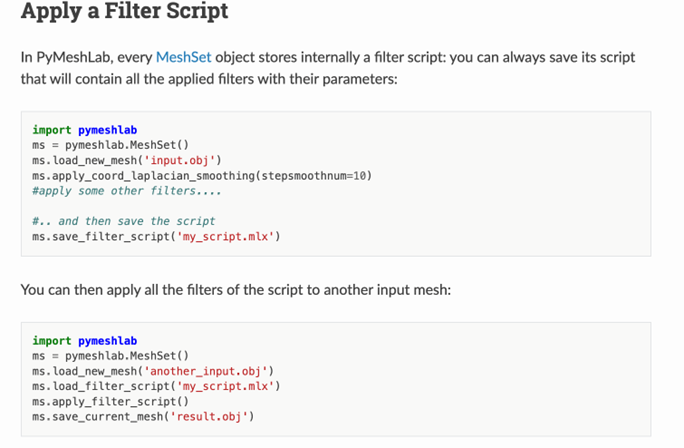 Apply a Filter Script
In PyMeshLab, every MeshSet object stores internally a filter script: you can always save its script
that will contain all the applied filters with their parameters:
import pymeshlab
ms = pymeshlab.MeshSet()
ms.load_new_mesh('input.obj')
ms.apply_coord_laplacian_smoothing(stepsmoothnum=10)
#apply some other filters....
#.. and then save the script
ms.save_filter_script('my_script.mlx')
You can then apply all the filters of the script to another input mesh:
import pymeshlab
ms = pymeshlab.MeshSet()
ms.load_new_mesh('another_input.obj')
ms.load_filter_script('my_script.mlx')
ms.apply_filter_script()
ms.save_current_mesh('result.obj')